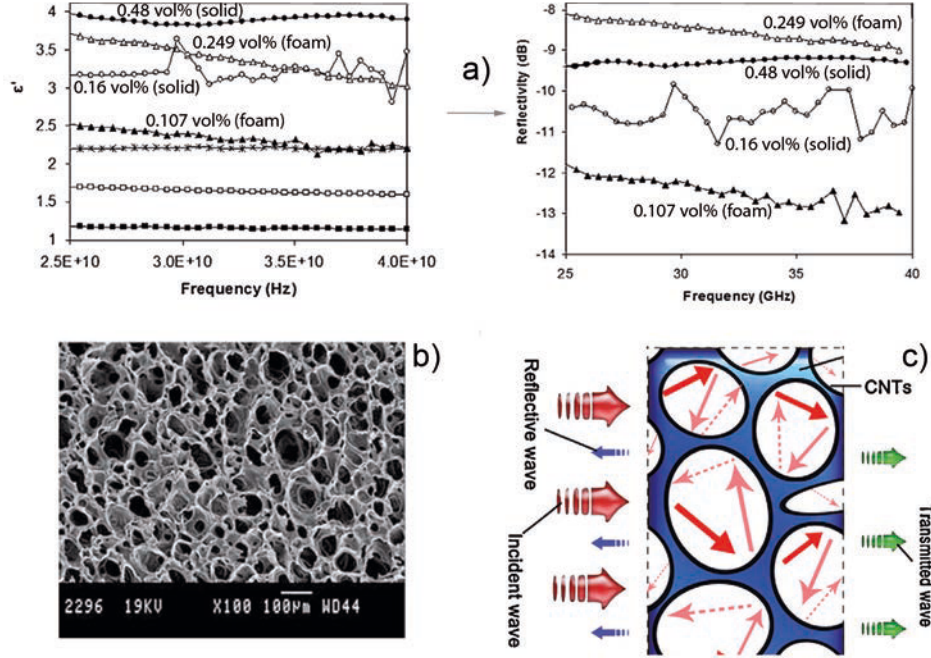 0.48 vol% (solid)
0.249 vol% (foam)
0.16 vol% (solid)
0.107 vol% (foam)
4
3.5
3
2.5
2
1.5
1
ε'
2.5E+10
3.0E+10
3.5E+10
4.0E+10
Frequency (Hz)
a)
-8
-9
-10
-11
-12
-13
-14
Reflectivity (dB)
0.249 vol% (foam)
0.48 vol% (solid)
0.16 vol% (solid)
0.107 vol% (foam)
25
30
35
40
Frequency (GHz)
b)
2296 19KV X100 100µm WD44
c)
CNTs
Reflective wave
Incident wave
Transmitted wave